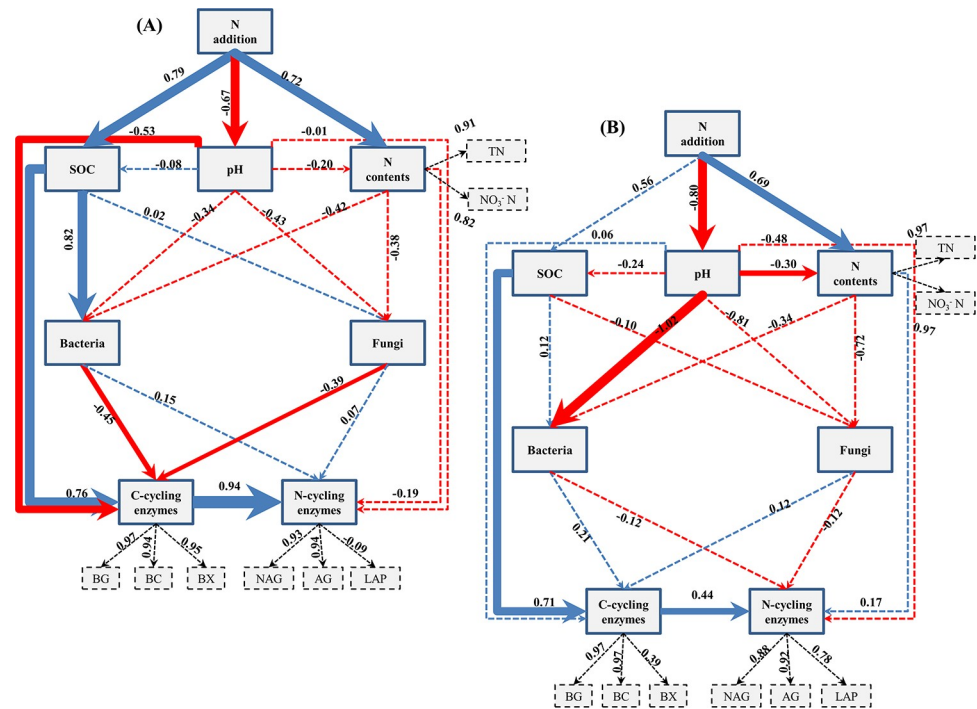 (A)
N
addition
0.79
-0.67
0.72
-0.53
-0.01
0.91
SOC
-0.08
pH
-0.20
N
contents
TN
NO₃⁻ N
0.02
-0.34
-0.43
-0.42
0.82
0.82
-0.38
Bacteria
Fungi
-0.45
0.15
-0.39
0.07
0.76
C-cycling
enzymes
0.94
N-cycling
enzymes
-0.19
0.97
0.94
0.95
0.93
0.94
-0.09
BG
BC
BX
NAG
AG
LAP
(B)
N
addition
0.56
-0.80
0.69
0.06
-0.48
0.97
SOC
-0.24
pH
-0.30
N
contents
TN
NO₃⁻ N
0.97
0.12
-0.10
-1.02
-0.81
-0.34
-0.72
Bacteria
Fungi
0.21
-0.12
0.12
-0.12
0.71
C-cycling
enzymes
0.44
N-cycling
enzymes
0.17
0.97
0.97
0.39
0.88
0.92
0.78
BG
BC
BX
NAG
AG
LAP